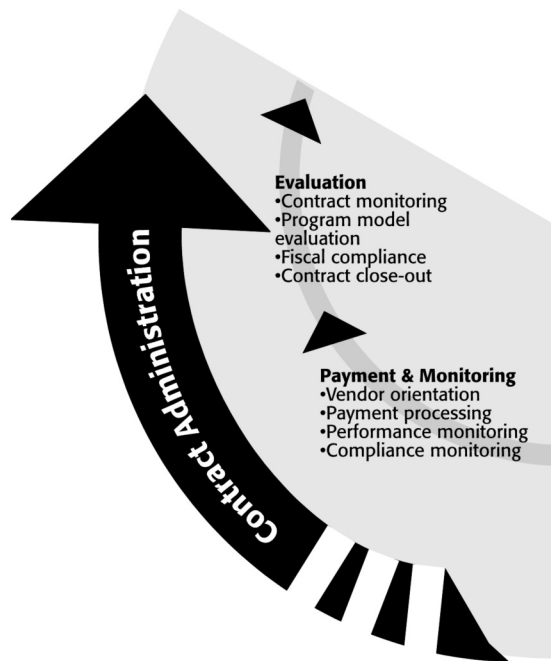 Evaluation
•Contract monitoring
•Program model
evaluation
•Fiscal compliance
•Contract close-out
Contract Administration
Payment & Monitoring
•Vendor orientation
•Payment processing
•Performance monitoring
•Compliance monitoring